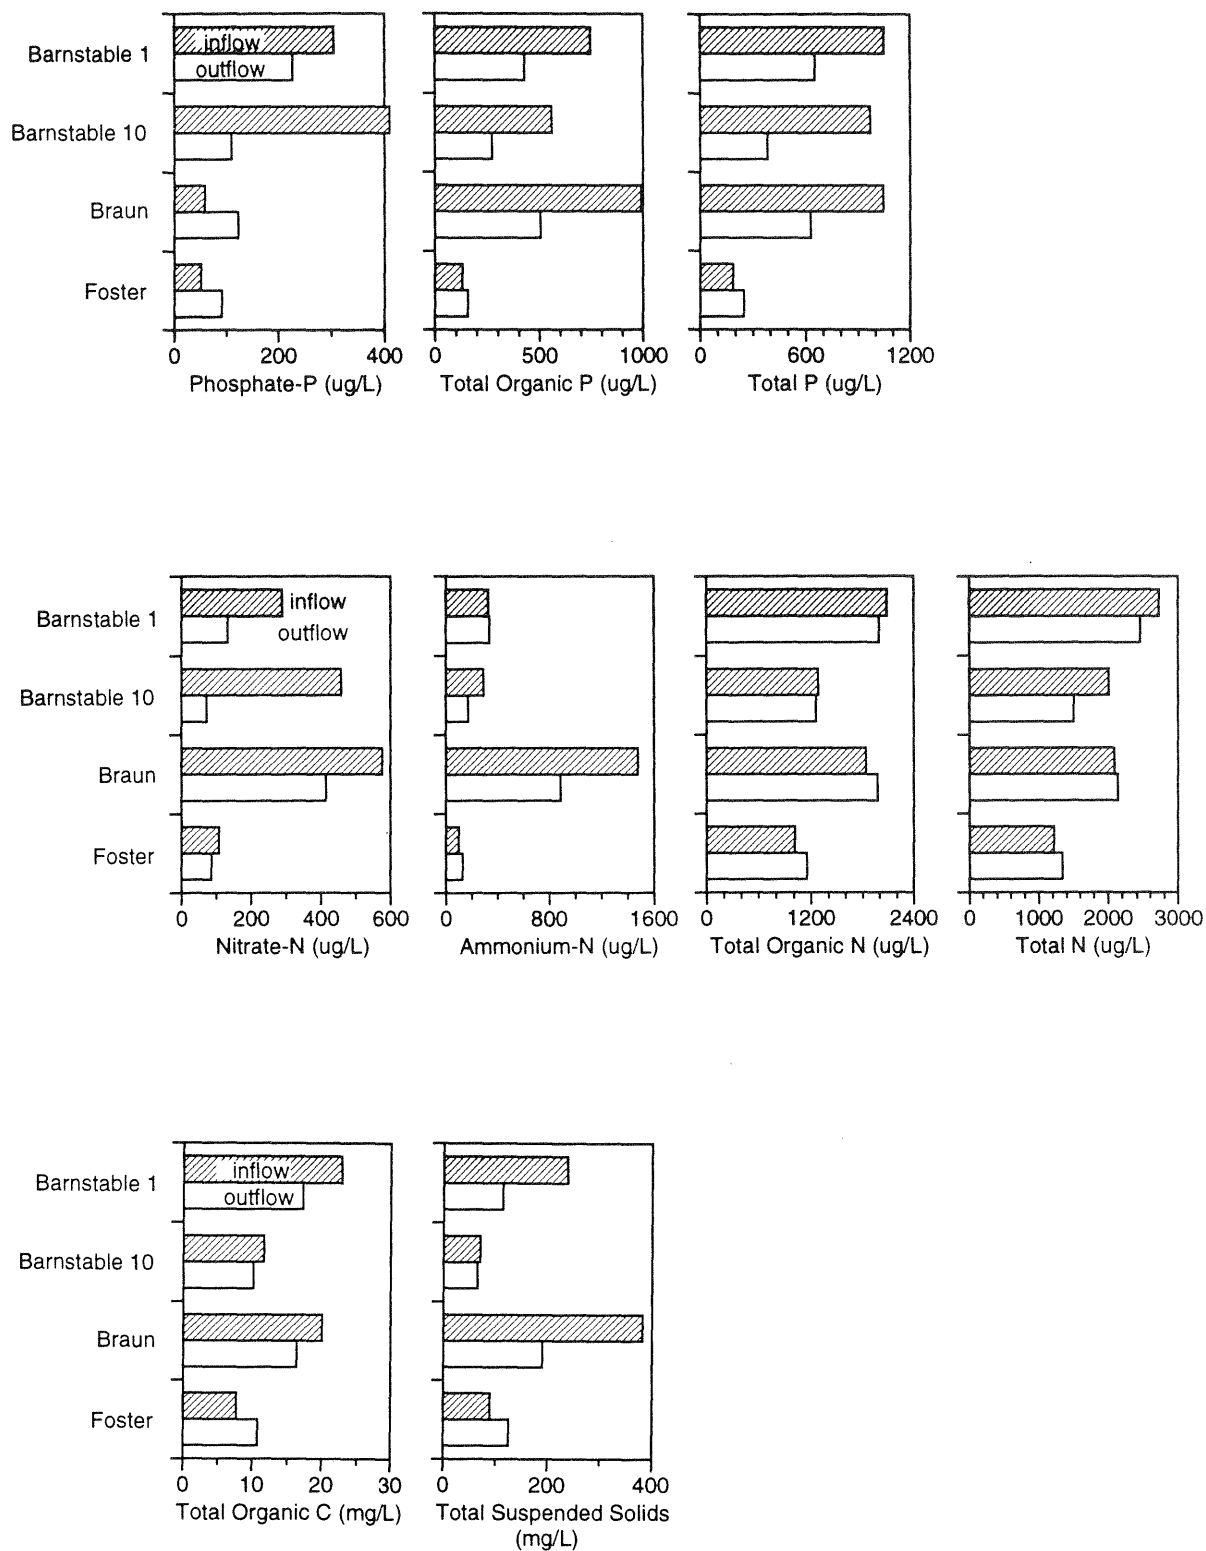 Barnstable 1
inflow
outflow
Barnstable 10
Braun
Foster
0 200 400
Phosphate-P (ug/L)
0 500 1000
Total Organic P (ug/L)
0 600 1200
Total P (ug/L)
Barnstable 1
inflow
outflow
Barnstable 10
Braun
Foster
0 200 400 600
Nitrate-N (ug/L)
0 800 1600
Ammonium-N (ug/L)
0 1200 2400
Total Organic N (ug/L)
0 1000 2000 3000
Total N (ug/L)
Barnstable 1
inflow
outflow
Barnstable 10
Braun
Foster
0 10 20 30
Total Organic C (mg/L)
0 200 400
Total Suspended Solids
(mg/L)